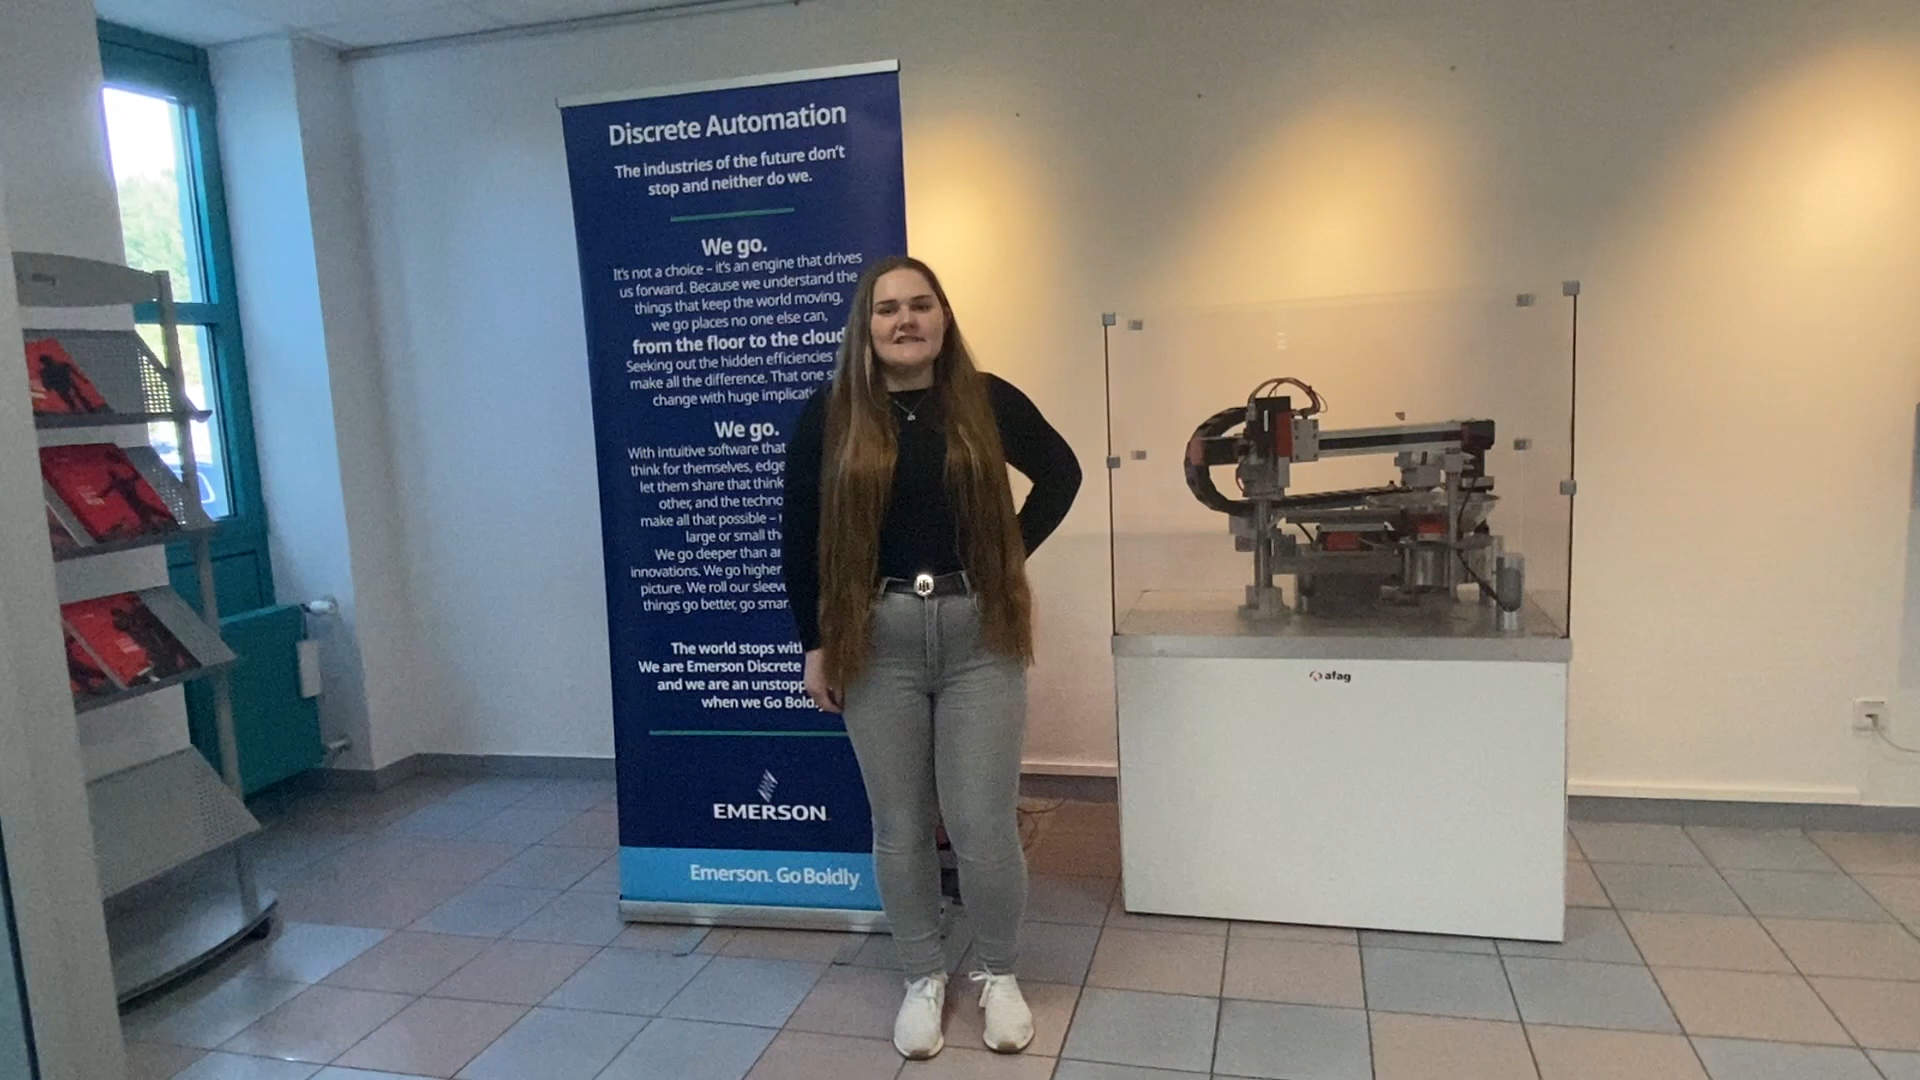 Discrete Automation
The industries of the future don't
stop and neither do we.
We go.
It's not a choice – it's an engine that drives
us forward. Because we understand the
things that keep the world moving,
we go places no one else can,
from the floor to the cloud
Seeking out the hidden efficiencies
make all the difference. That one
change with huge
We go.
With intuitive software that
think for themselves, edge
let them share that think
other, and the techno
make all that possible –
large or small
We go deeper than
innovations. We go higher
picture. We roll our
things go better, go
The world stops
We are Emerson Discrete
and we are an
when we Go
EMERSON
Emerson. Go Boldly.
afag